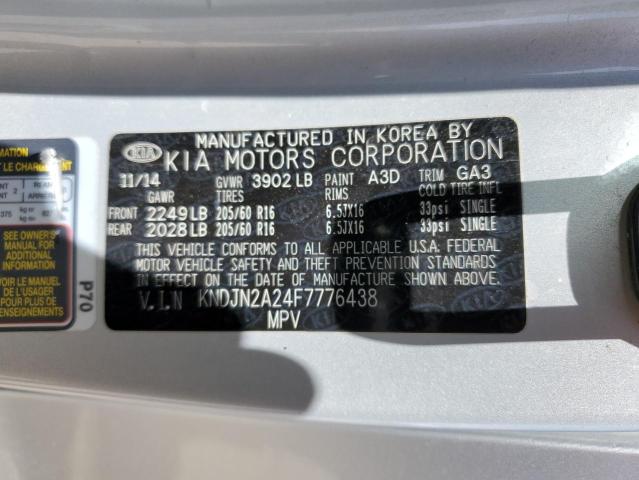 MANUFACTURED IN KOREA BY
KIA KIA MOTORS CORPORATION
11/14 GVWR 3902 LB PAINT A3D TRIM GA3
GAWR TIRES RIMS COLD TIRE INFL
FRONT 2249 LB 205/60 R16 6.5JX16 33psi SINGLE
REAR 2028 LB 205/60 R16 6.5JX16 33psi SINGLE
THIS VEHICLE CONFORMS TO ALL APPLICABLE U.S.A: FEDERAL
MOTOR VEHICLE SAFETY AND THEFT PREVENTION STANDARDS
IN EFFECT ON THE DATE OF MANUFACTURE SHOWN ABOVE.
V.I.N KNDJN2A24F7776438
MPV
P70
SEE OWNER'S
MANUAL FOR
ADDITIONAL
INFORMATION
VOIR LE MANUEL
DE L'USAGER
POUR PLUS DE
RENSEIGNEMENTS